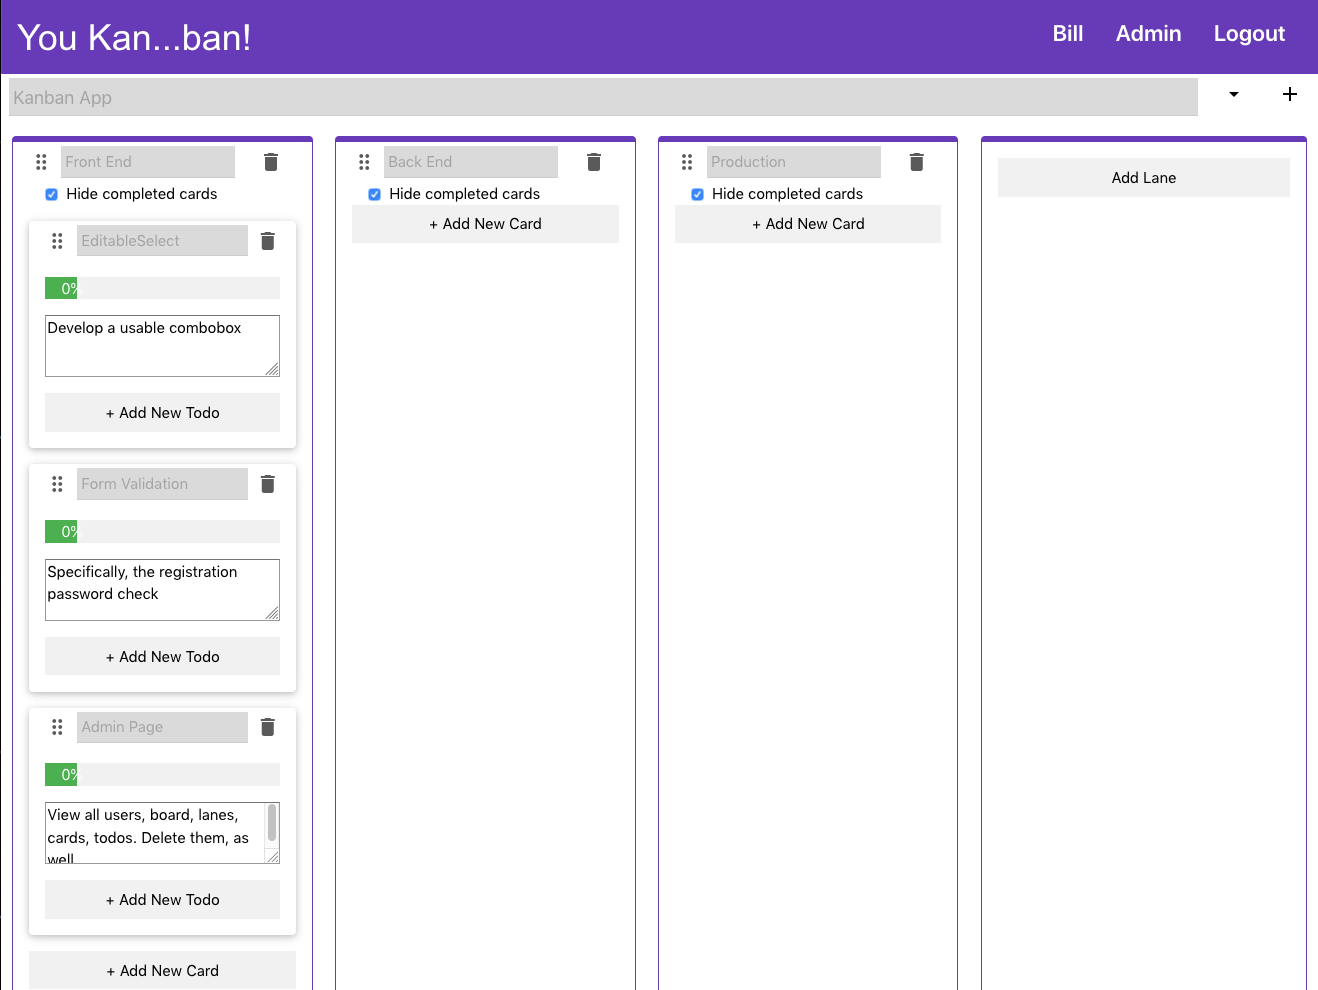 You Kan...ban!
Bill Admin Logout
Kanban App
Front End
Hide completed cards
EditableSelect
0%
Develop a usable combobox
+ Add New Todo
Form Validation
0%
Specifically, the registration
password check
+ Add New Todo
Admin Page
0%
View all users, board, lanes,
cards, todos. Delete them, as
well
+ Add New Todo
+ Add New Card
Back End
Hide completed cards
+ Add New Card
Production
Hide completed cards
+ Add New Card
Add Lane